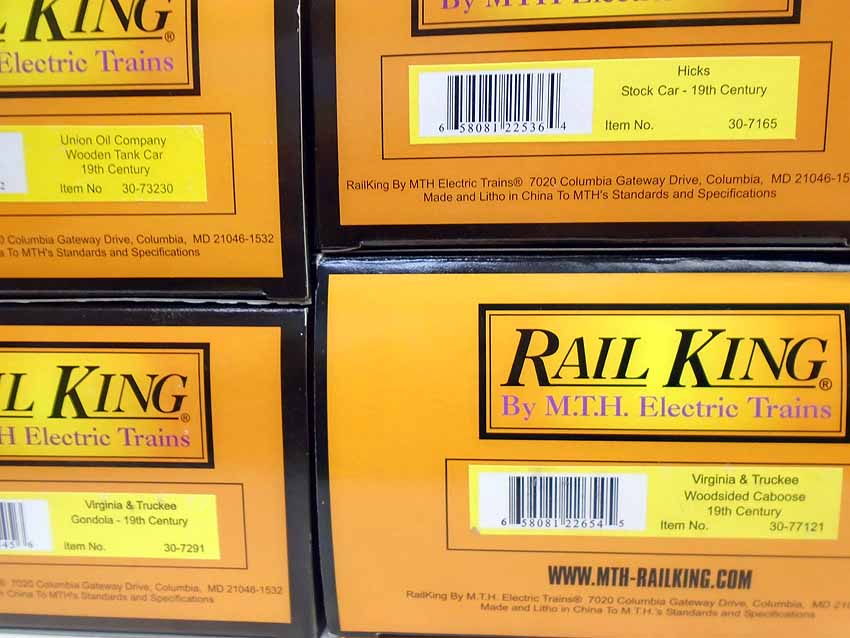 KING®
Electric Trains
Union Oil Company
Wooden Tank Car
19th Century
Item No 30-73230
Columbia Gateway Drive, Columbia, MD 21046-1532
To MTH's Standards and Specifications
By M.T.H. Electric
Hicks
Stock Car - 19th Century
6 58081 22536 4
Item No. 30-7165
RailKing By MTH Electric Trains® 7020 Columbia Gateway Drive, Columbia, MD 21046-15
Made and Litho in China To MTH's Standards and Specifications
IL KING®
H Electric Trains
Virginia & Truckee
Gondola - 19th Century
45 6
Item No. 30-7291
® 7020 Columbia Gateway Drive, Columbia, MD 21046-1532
To MTH's Standards and Specifications
RAIL KING®
By M.T.H. Electric Trains
Virginia & Truckee
Woodsided Caboose
19th Century
6 58081 22654 5
Item No. 30-77121
WWW.MTH-RAILKING.COM
RailKing By M.T.H. Electric Trains® 7020 Columbia Gateway Drive, Columbia, MD
Made and Litho in China To M.T.H.'s Standards and Specifications